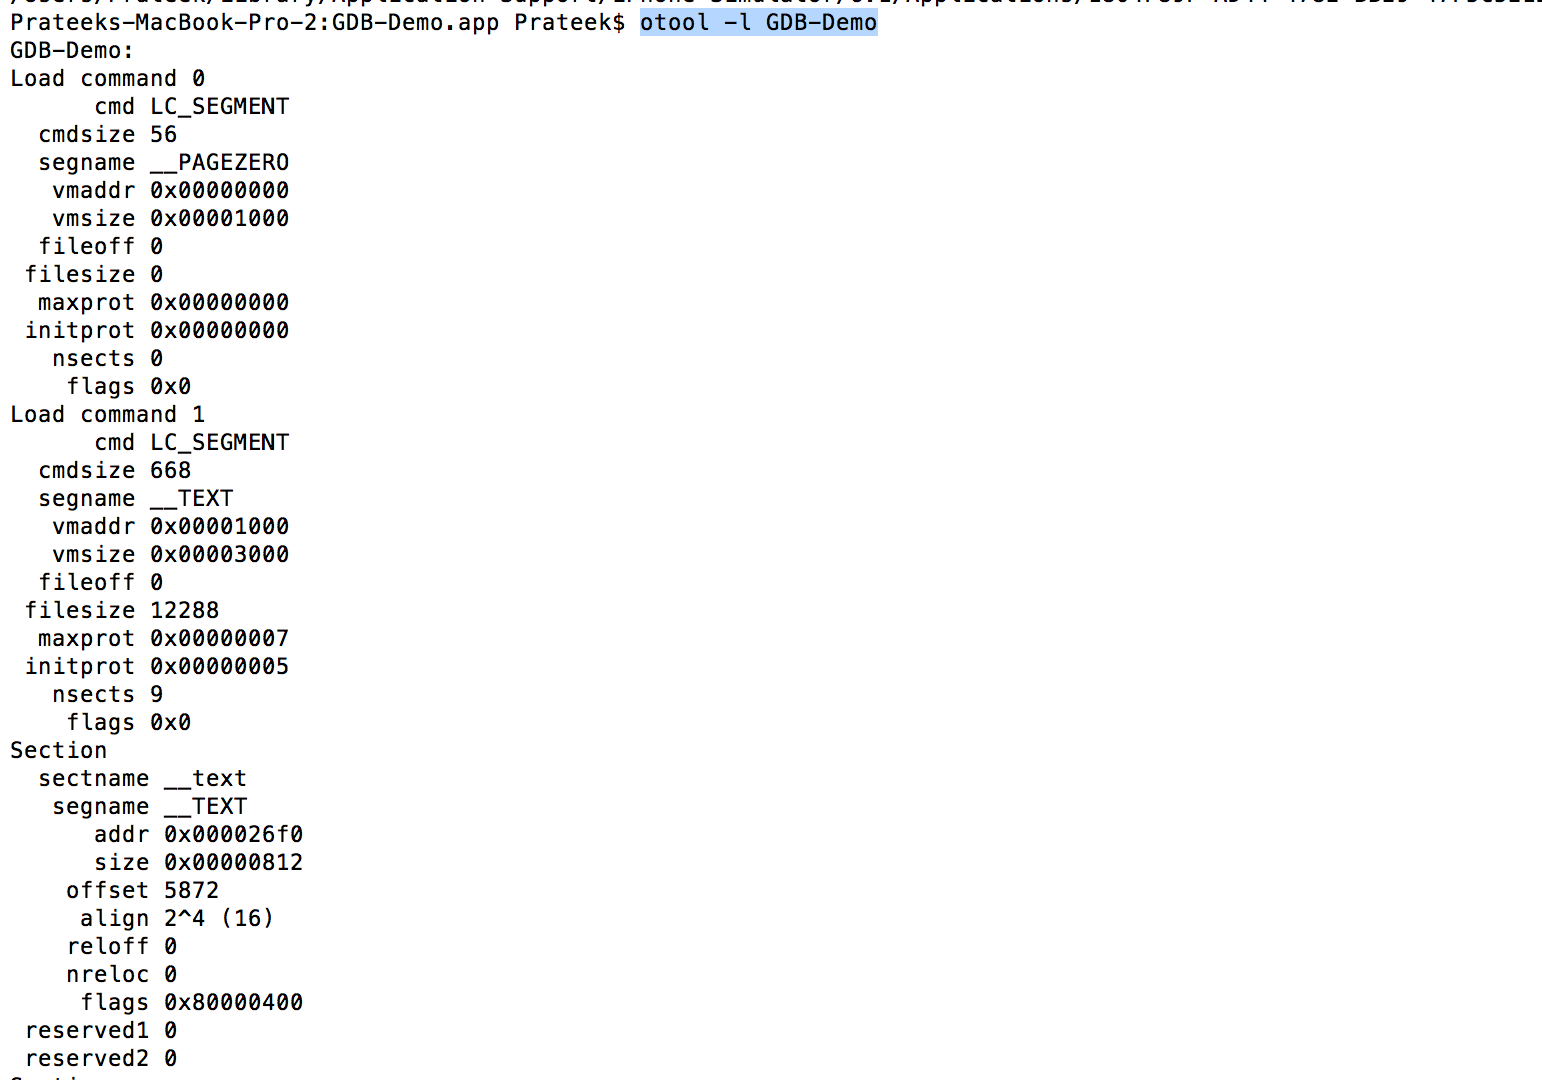 Prateeks-MacBook-Pro-2:GDB-Demo.app Prateek$ otool -l GDB-Demo
GDB-Demo:
Load command 0
      cmd LC_SEGMENT
  cmdsize 56
  segname __PAGEZERO
   vmaddr 0x00000000
   vmsize 0x00001000
  fileoff 0
 filesize 0
  maxprot 0x00000000
 initprot 0x00000000
   nsects 0
    flags 0x0
Load command 1
      cmd LC_SEGMENT
  cmdsize 668
  segname __TEXT
   vmaddr 0x00001000
   vmsize 0x00003000
  fileoff 0
 filesize 12288
  maxprot 0x00000007
 initprot 0x00000005
   nsects 9
    flags 0x0
Section
  sectname __text
   segname __TEXT
      addr 0x000026f0
      size 0x00000812
    offset 5872
     align 2^4 (16)
    reloff 0
    nreloc 0
     flags 0x80000400
 reserved1 0
 reserved2 0